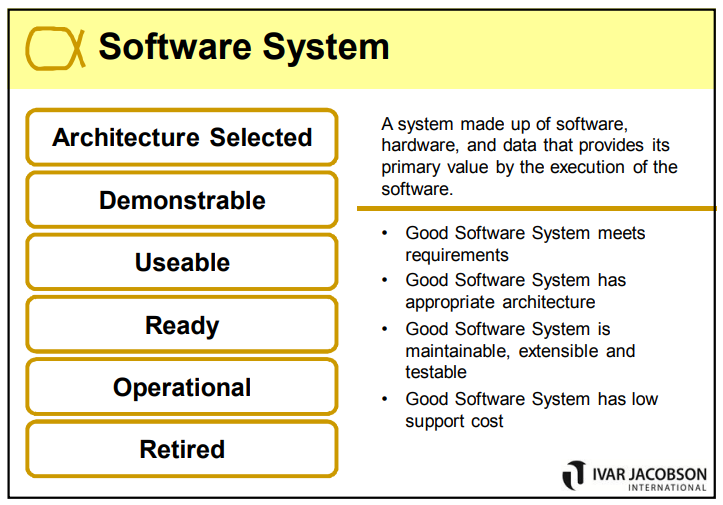 Software System
Architecture Selected
Demonstrable
Useable
Ready
Operational
Retired
A system made up of software,
hardware, and data that provides its
primary value by the execution of the
software.
• Good Software System meets
requirements
• Good Software System has
appropriate architecture
• Good Software System is
maintainable, extensible and
testable
• Good Software System has low
support cost
IVAR JACOBSON
INTERNATIONAL